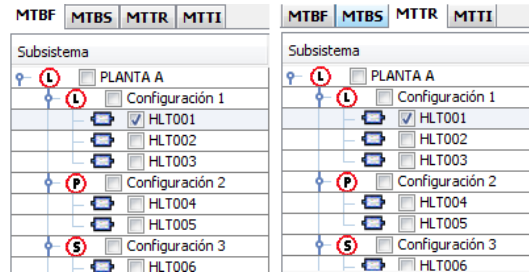 MTBF MTBS MTTR MTTI
Subsistema
L PLANTA A
L Configuración 1
HLT001
HLT002
HLT003
P Configuración 2
HLT004
HLT005
S Configuración 3
HLT006
MTBF MTBS MTTR MTTI
Subsistema
L PLANTA A
L Configuración 1
HLT001
HLT002
HLT003
P Configuración 2
HLT004
HLT005
S Configuración 3
HLT006